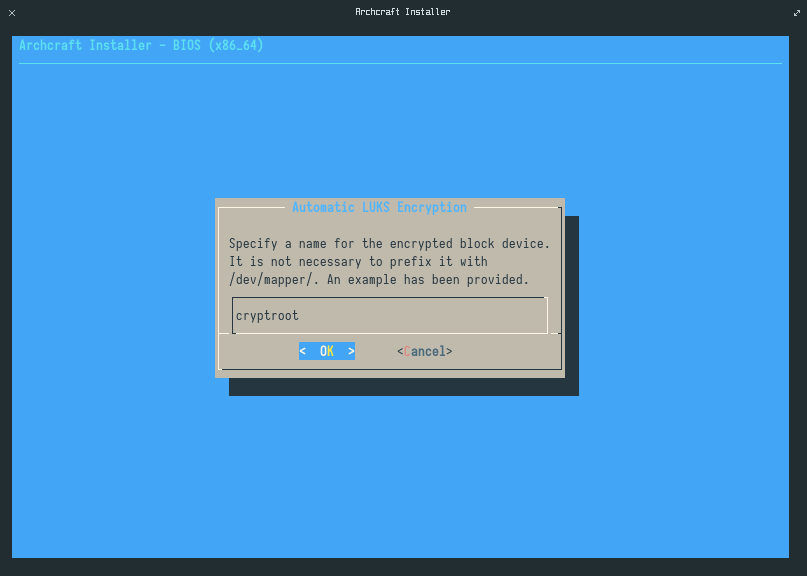 Archcraft Installer
Archcraft Installer - BIOS (x86_64)
Automatic LUKS Encryption
Specify a name for the encrypted block device.
It is not necessary to prefix it with
/dev/mapper/. An example has been provided.
cryptroot
<  OK  >      <Cancel>